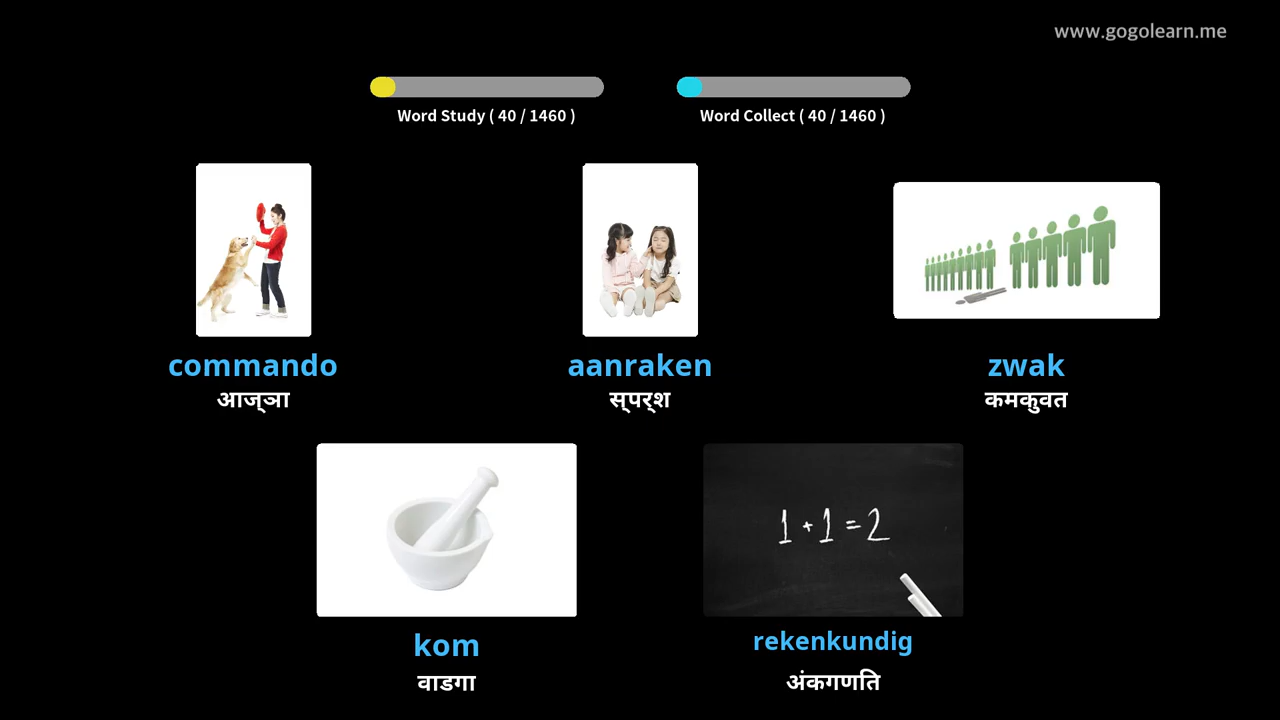 www.gogolearn.me
Word Study ( 40 / 1460 )
Word Collect ( 40 / 1460 )
commando
aanraken
zwak
आज्ञा
स्पर्श
कमकुवत
1 + 1 = 2
kom
rekenkundig
वाडगा
अंकगणति